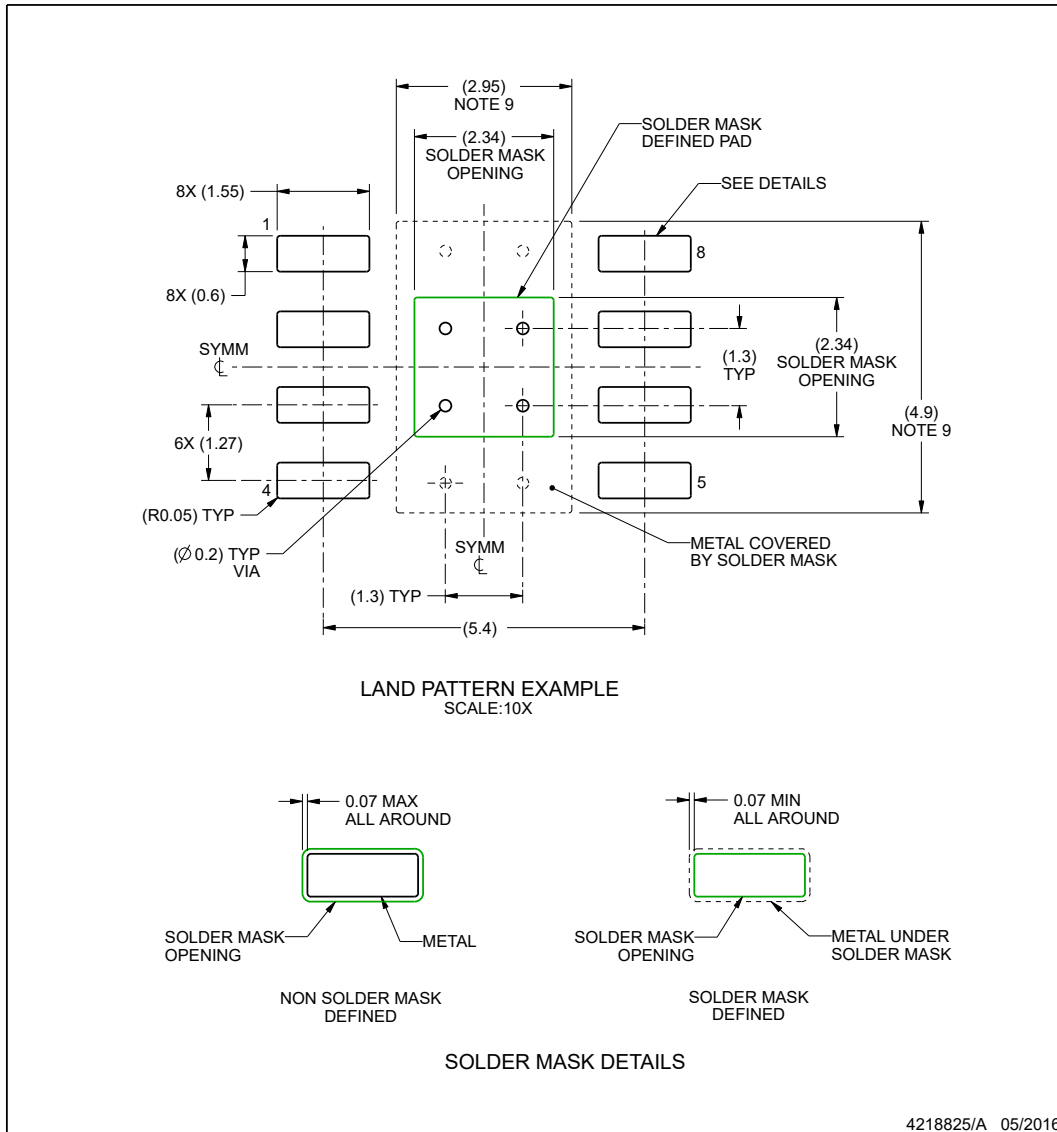 (2.95)
NOTE 9
(2.34)
SOLDER MASK
OPENING
SOLDER MASK
DEFINED PAD
8X (1.55)
SEE DETAILS
1
8
8X (0.6)
SYMM
(1.3)
TYP
(2.34)
SOLDER MASK
OPENING
(4.9)
NOTE 9
6X (1.27)
4
5
(R0.05) TYP
(Ø 0.2) TYP
VIA
SYMM
METAL COVERED
BY SOLDER MASK
(1.3) TYP
(5.4)
LAND PATTERN EXAMPLE
SCALE:10X
0.07 MAX
ALL AROUND
SOLDER MASK
OPENING
METAL
NON SOLDER MASK
DEFINED
0.07 MIN
ALL AROUND
SOLDER MASK
OPENING
METAL UNDER
SOLDER MASK
SOLDER MASK
DEFINED
SOLDER MASK DETAILS
4218825/A 05/2016